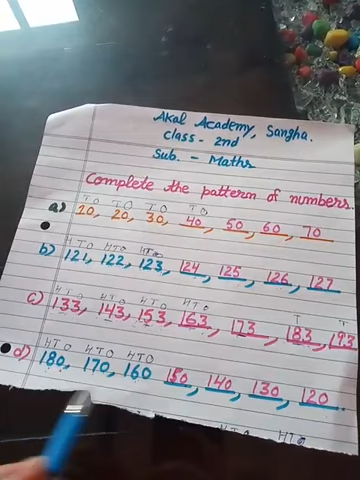 Akal Academy, Sangha.
Class - 2nd
Sub. - Maths
Complete the pattern of numbers.
T O T O T O T O
a) 10, 20, 30, 40, 50, 60, 70
H T O H T O H T O
b) 121, 122, 123, 124, 125, 126, 127
H T O H T O H T O H T O T T
c) 133, 143, 153, 163, 173, 183, 193
H T O H T O H T O
d) 180, 170, 160 150, 140, 130, 120.
H T O H T O